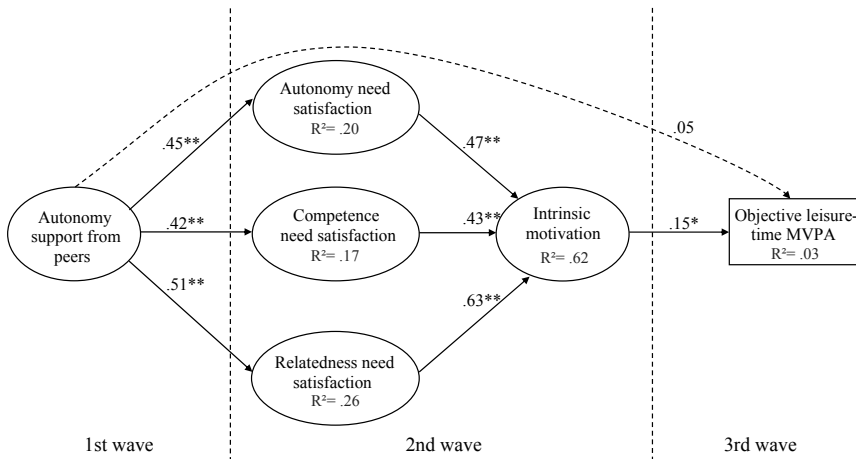 Autonomy need
satisfaction
R²= .20
.05
.45**
.47**
Autonomy
support from
peers
.42**
Competence
need satisfaction
R²= .17
.43**
Intrinsic
motivation
R²= .62
.15*
Objective leisure-
time MVPA
R²= .03
.51**
.63**
Relatedness need
satisfaction
R²= .26
1st wave
2nd wave
3rd wave